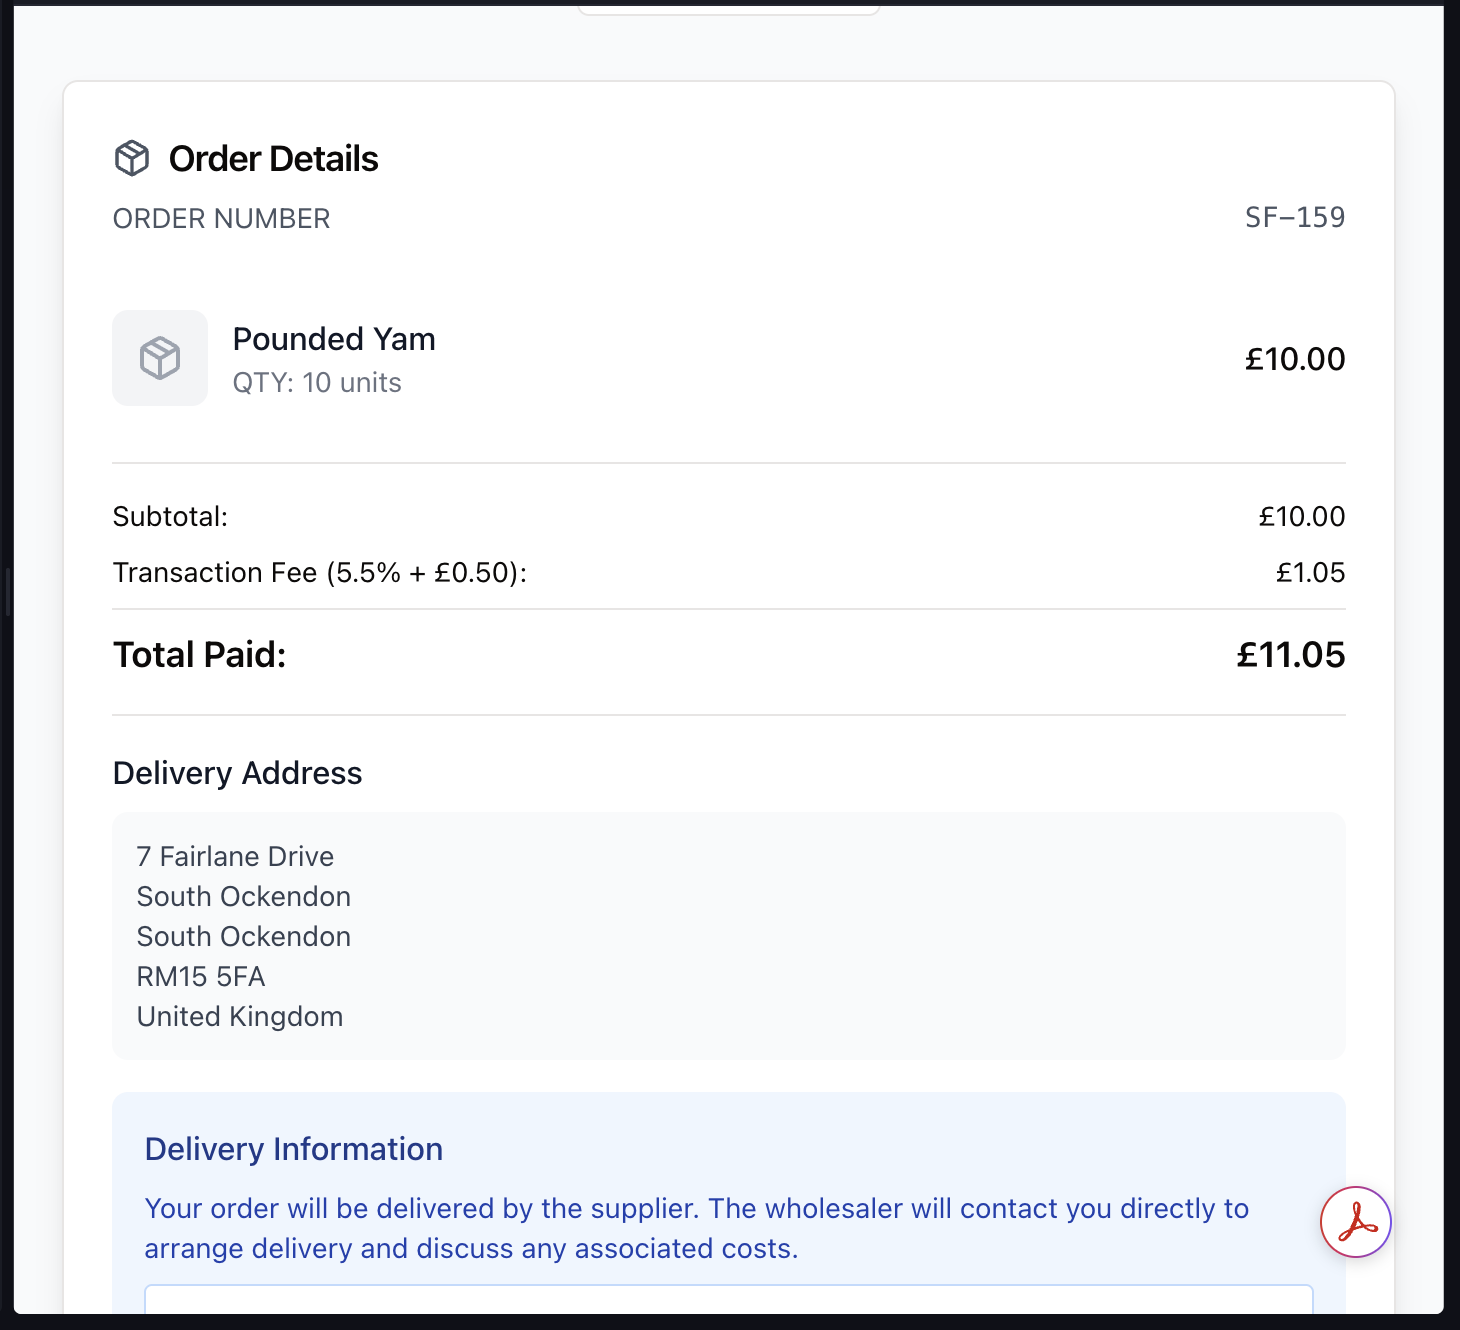 Order Details
ORDER NUMBER SF-159
Pounded Yam
QTY: 10 units
£10.00
Subtotal: £10.00
Transaction Fee (5.5% + £0.50): £1.05
Total Paid: £11.05
Delivery Address
7 Fairlane Drive
South Ockendon
South Ockendon
RM15 5FA
United Kingdom
Delivery Information
Your order will be delivered by the supplier. The wholesaler will contact you directly to
arrange delivery and discuss any associated costs.